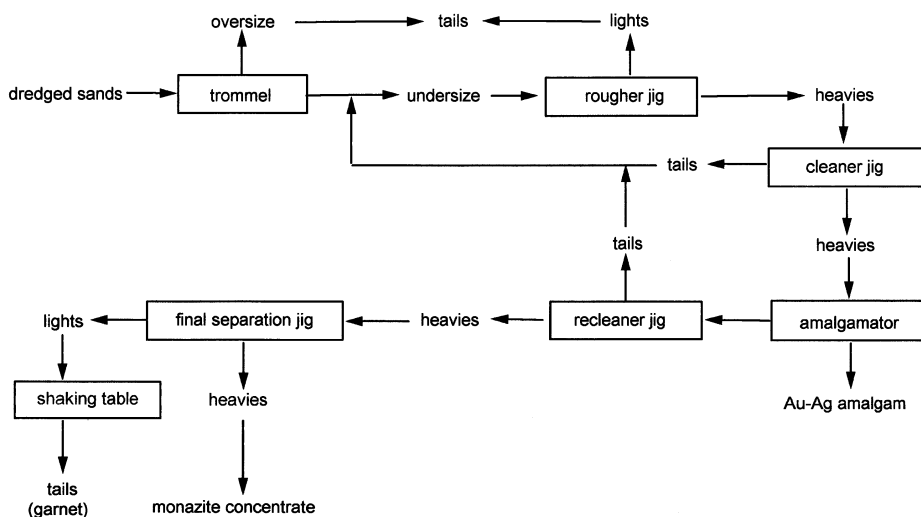 oversize
tails
lights
dredged sands
trommel
undersize
rougher jig
heavies
tails
cleaner jig
tails
heavies
lights
final separation jig
heavies
recleaner jig
amalgamator
shaking table
heavies
Au-Ag amalgam
tails
(garnet)
monazite concentrate